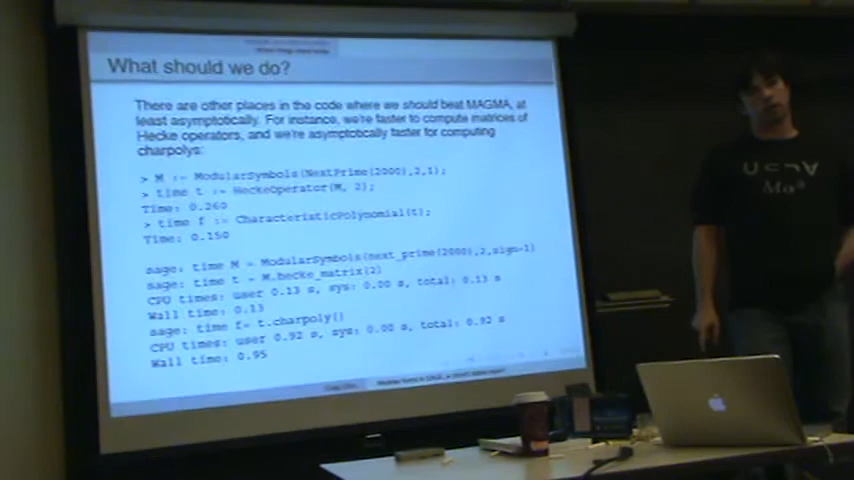 What should we do?
There are other places in the code where we should beat MAGMA, at
least asymptotically. For instance, we're faster to compute matrices of
Hecke operators, and we're asymptotically faster for computing
charpolys:
> M := ModularSymbols(NextPrime(2000),2,1);
> time t := HeckeOperator(M, 2);
Time: 0.260
> time f := CharacteristicPolynomial(t);
Time: 0.150
sage: time M = ModularSymbols(next_prime(2000),2,sign=1)
sage: time t = M.hecke_matrix(2)
CPU times: user 0.13 s, sys: 0.00 s, total: 0.13 s
Wall time: 0.13
sage: time f= t.charpoly()
CPU times: user 0.92 s, sys: 0.00 s, total: 0.92 s
Wall time: 0.95